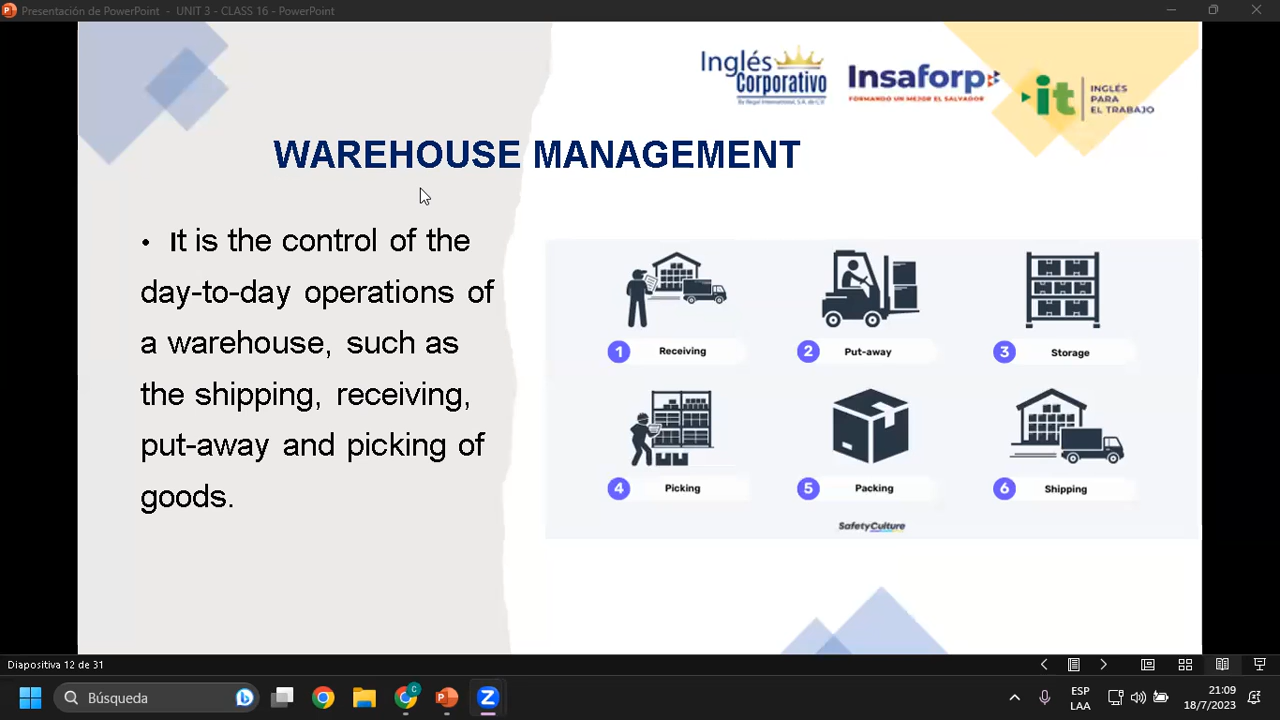 Presentación de PowerPoint - UNIT 3 - CLASS 16 - PowerPoint
Inglés
Corporativo
Insaforp
FORMANDO UN MEJOR EL SALVADOR
it
INGLÉS
PARA
EL TRABAJO
WAREHOUSE MANAGEMENT
• It is the control of the
day-to-day operations of
a warehouse, such as
the shipping, receiving,
put-away and picking of
goods.
1 Receiving
2 Put-away
3 Storage
4 Picking
5 Packing
6 Shipping
SafetyCulture
Diapositiva 12 de 31
Búsqueda
C
ESP
LAA
21:09
18/7/2023